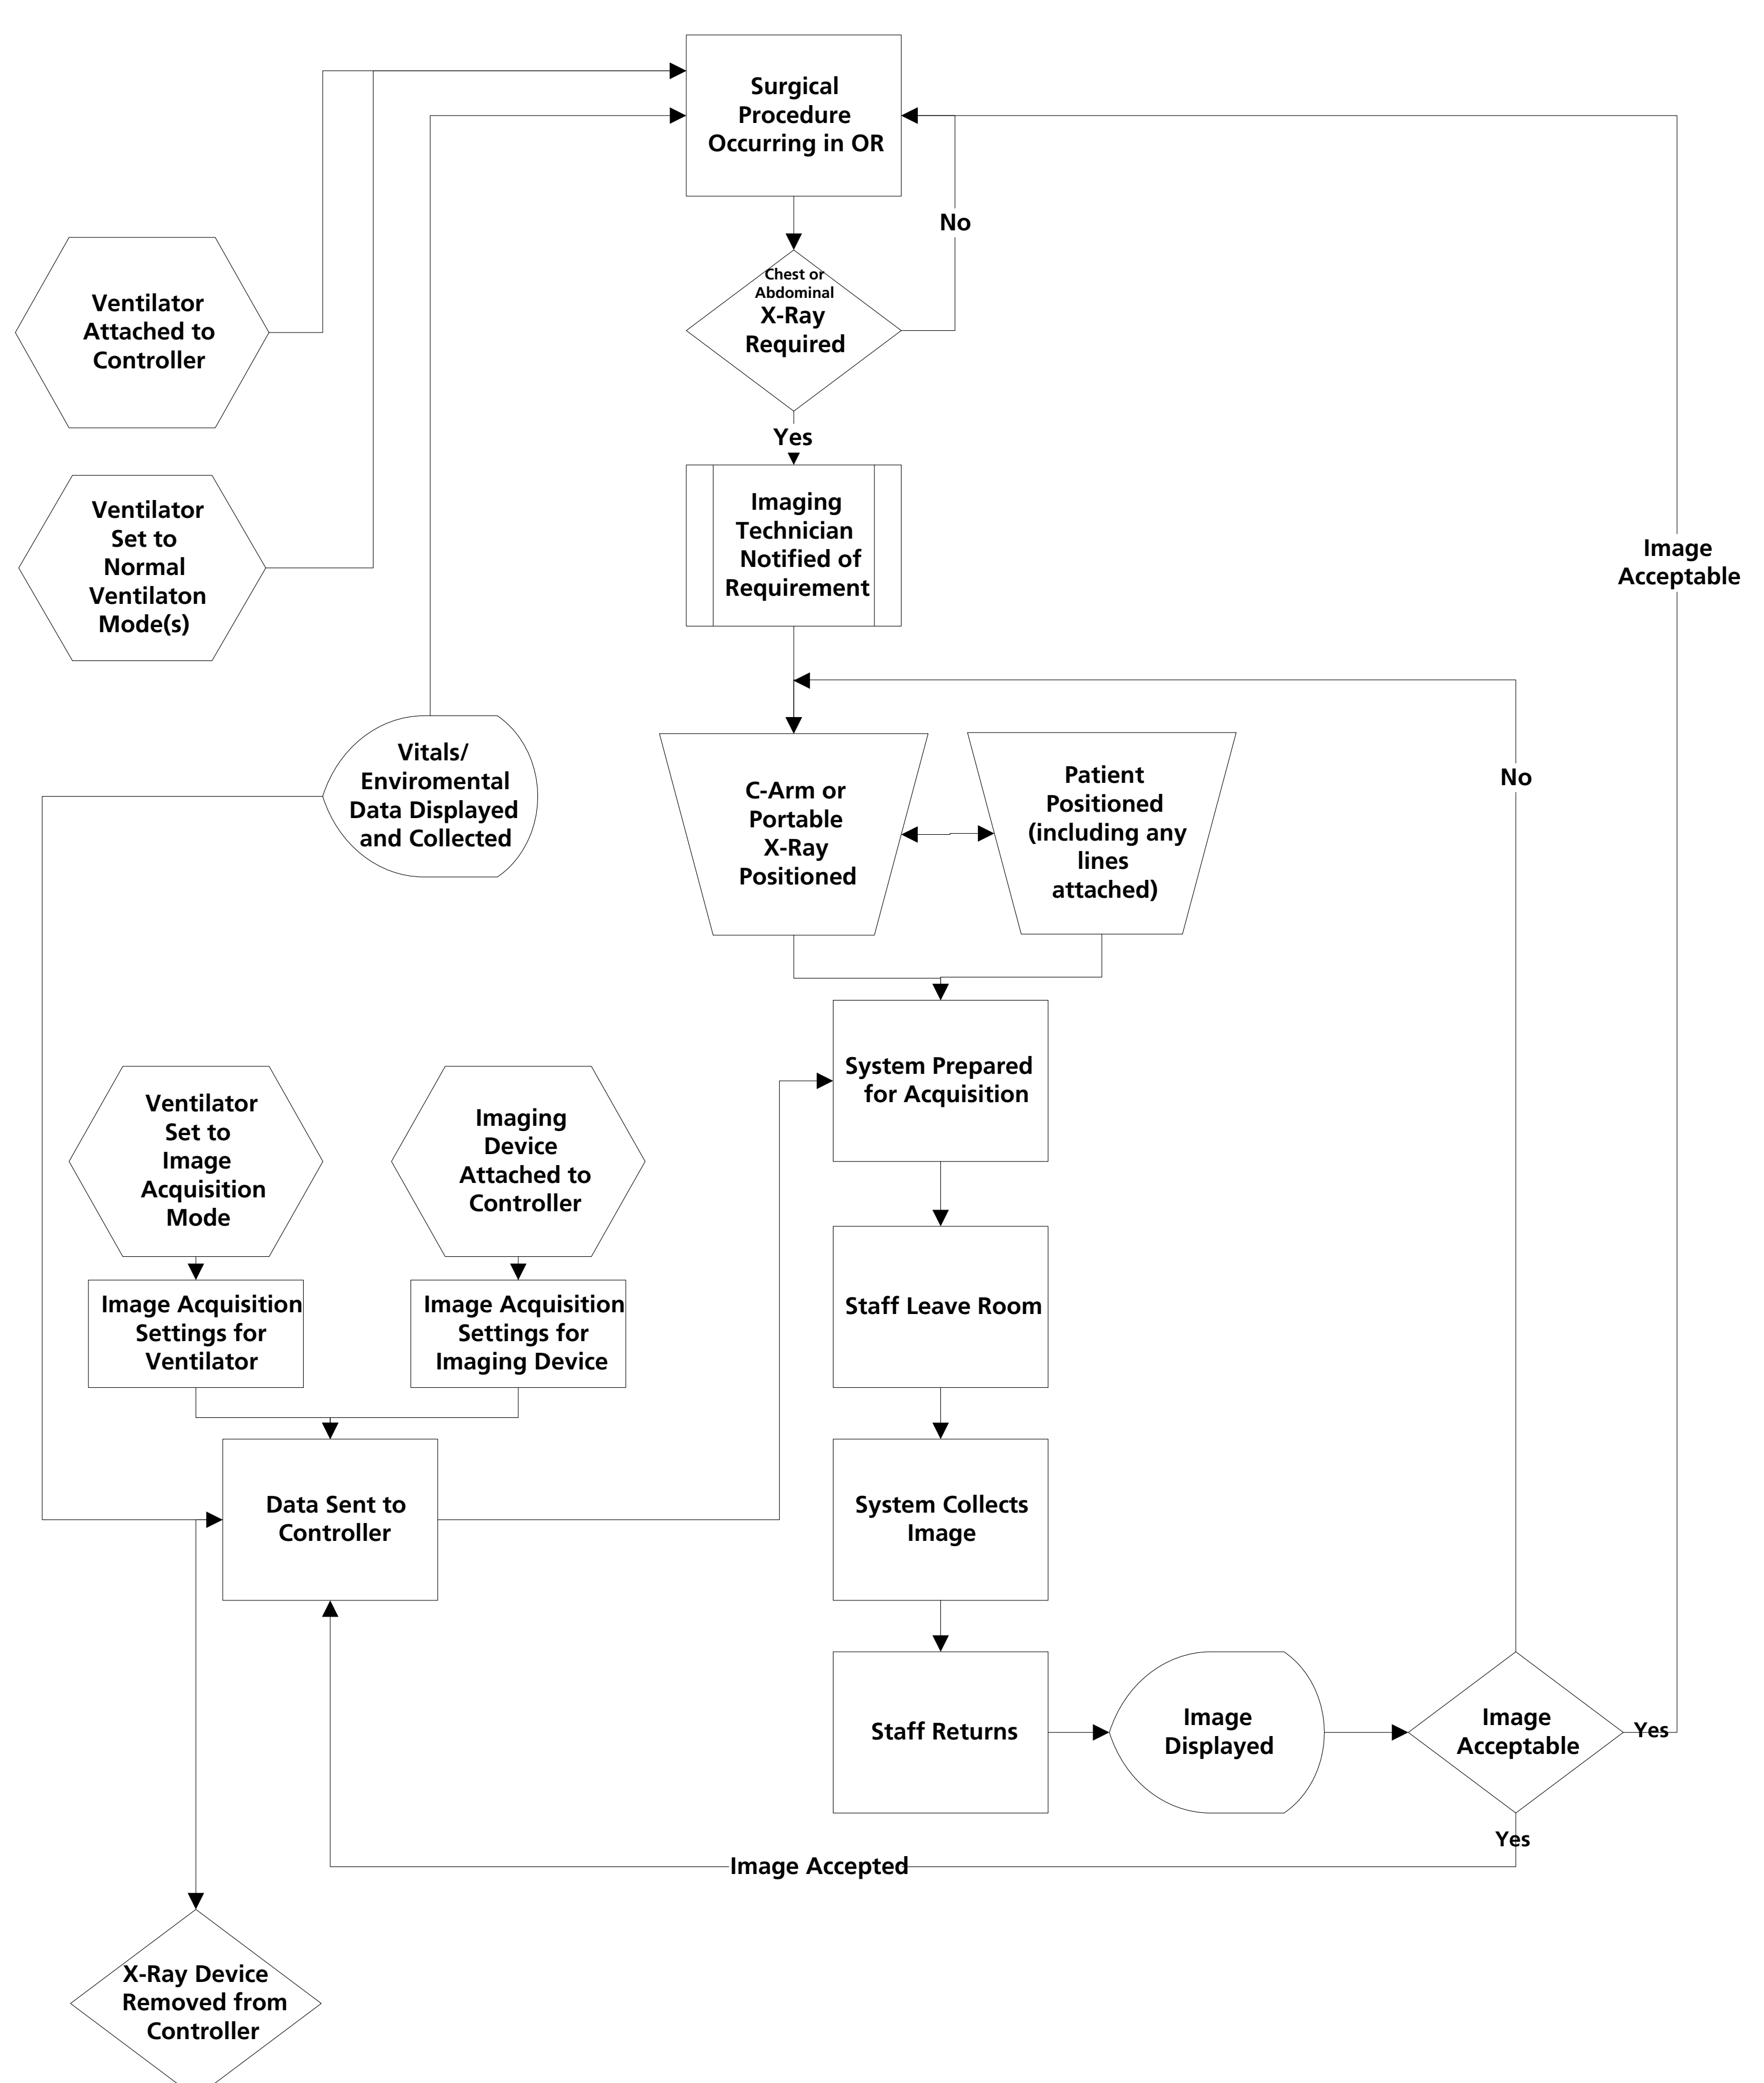 Surgical
Procedure
Occurring in OR
No
Chest or
Abdominal
X-Ray
Required
Ventilator
Attached to
Controller
Yes
Imaging
Technician
Notified of
Requirement
Ventilator
Set to
Normal
Ventilaton
Mode(s)
Image
Acceptable
Vitals/
Enviromental
Data Displayed
and Collected
C-Arm or
Portable
X-Ray
Positioned
Patient
Positioned
(including any
lines
attached)
No
System Prepared
for Acquisition
Ventilator
Set to
Image
Acquisition
Mode
Imaging
Device
Attached to
Controller
Image Acquisition
Settings for
Ventilator
Image Acquisition
Settings for
Imaging Device
Staff Leave Room
Data Sent to
Controller
System Collects
Image
Staff Returns
Image
Displayed
Image
Acceptable
Yes
Yes
Image Accepted
X-Ray Device
Removed from
Controller